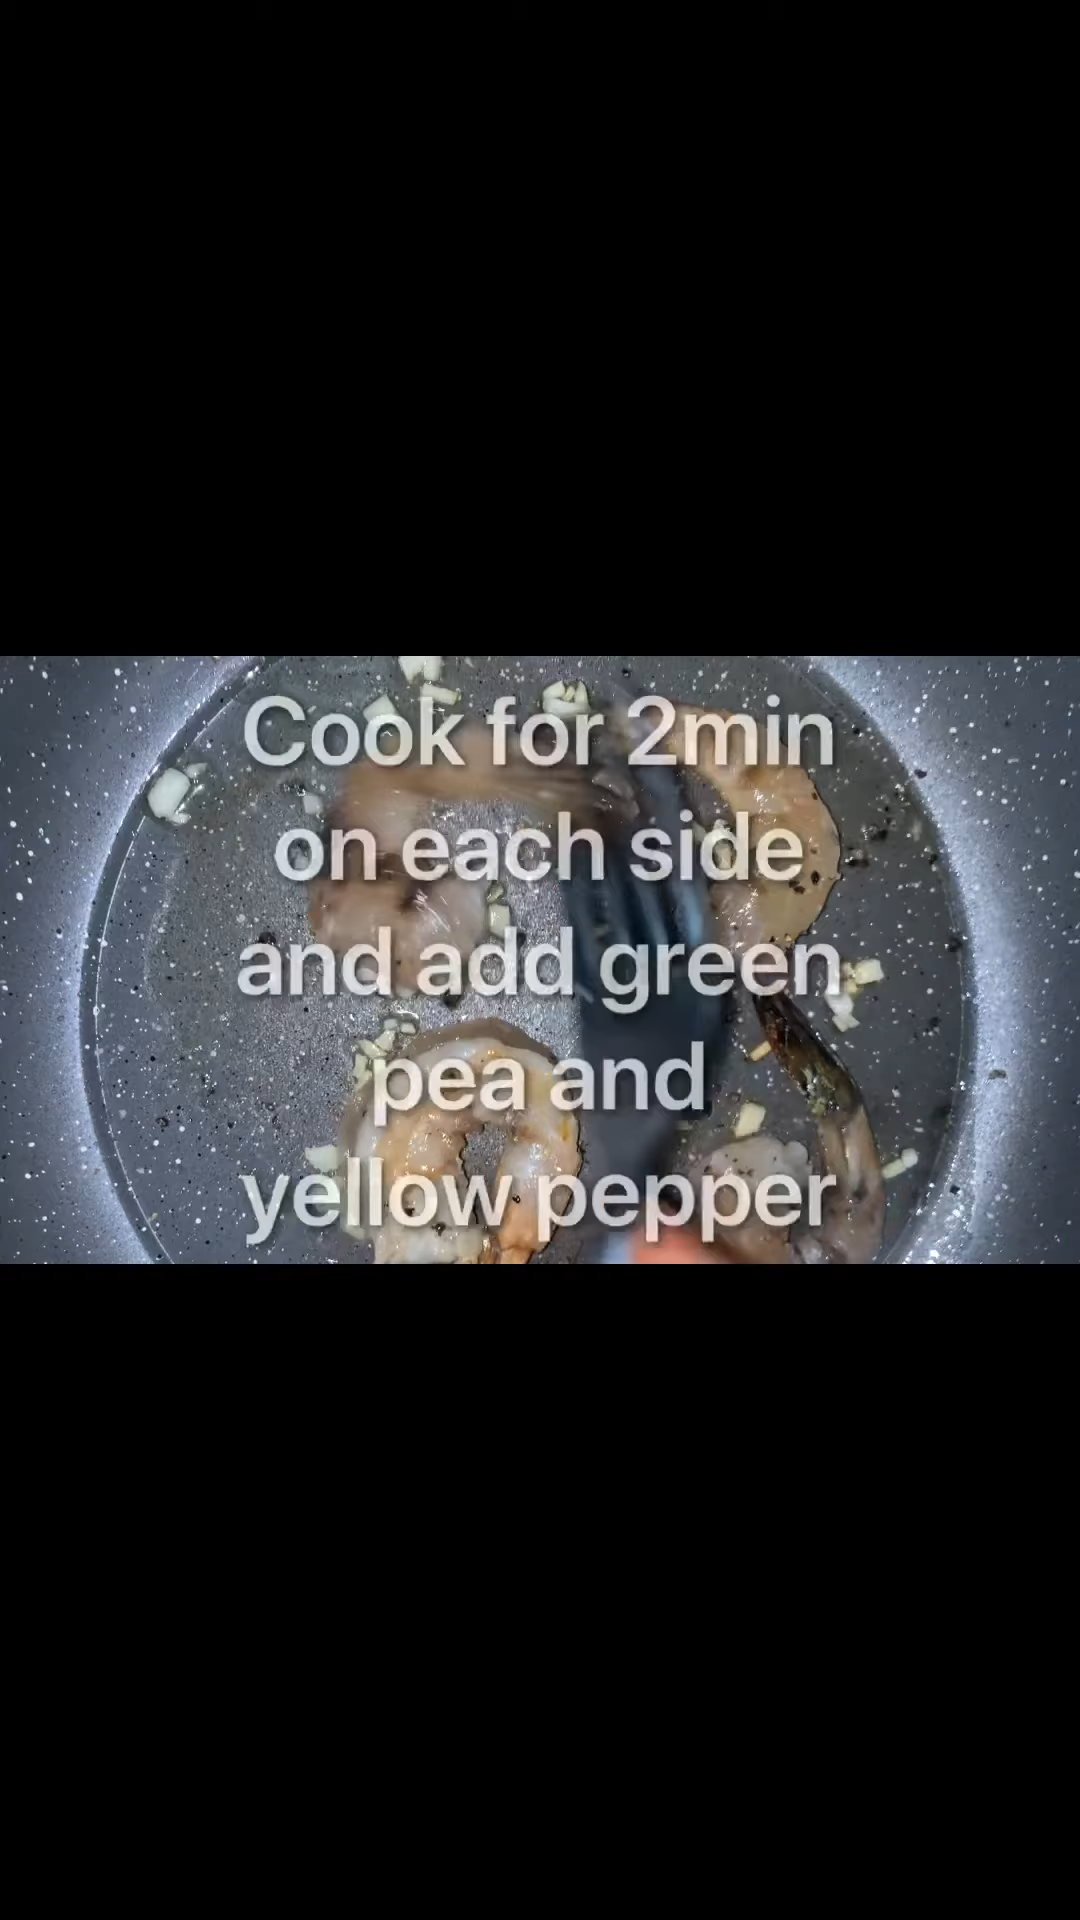 Cook for 2min
on each side
and add green
pea and
yellow pepper